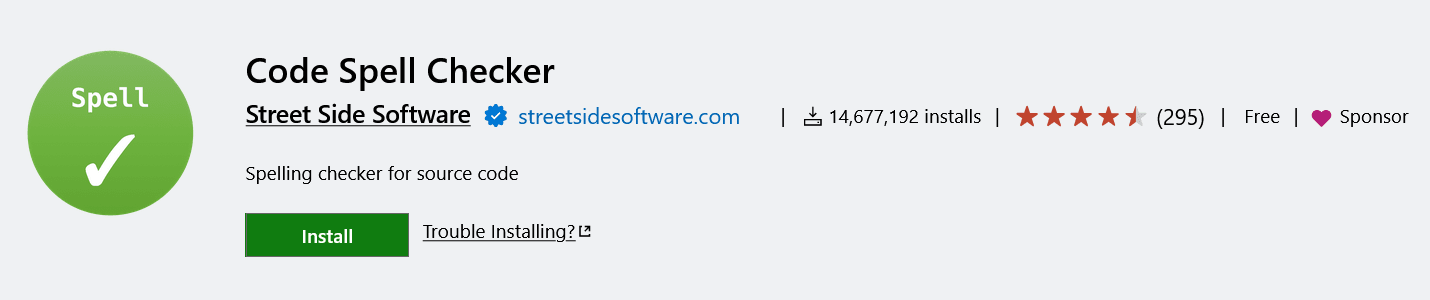 Spell
Code Spell Checker
Street Side Software streetsidesoftware.com | 14,677,192 installs | (295) | Free | Sponsor
Spelling checker for source code
Install Trouble Installing?